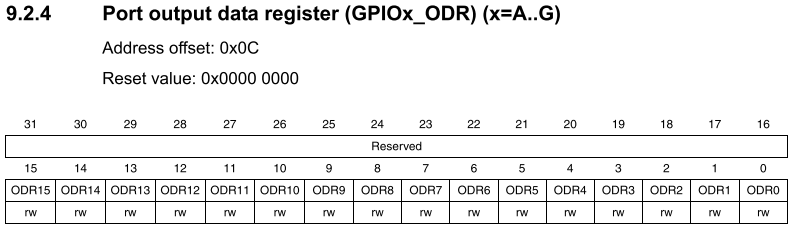 9.2.4 Port output data register (GPIOx_ODR) (x=A..G)
Address offset: 0x0C
Reset value: 0x0000 0000
31 30 29 28 27 26 25 24 23 22 21 20 19 18 17 16
Reserved
15 14 13 12 11 10 9 8 7 6 5 4 3 2 1 0
ODR15 ODR14 ODR13 ODR12 ODR11 ODR10 ODR9 ODR8 ODR7 ODR6 ODR5 ODR4 ODR3 ODR2 ODR1 ODR0
rw rw rw rw rw rw rw rw rw rw rw rw rw rw rw rw